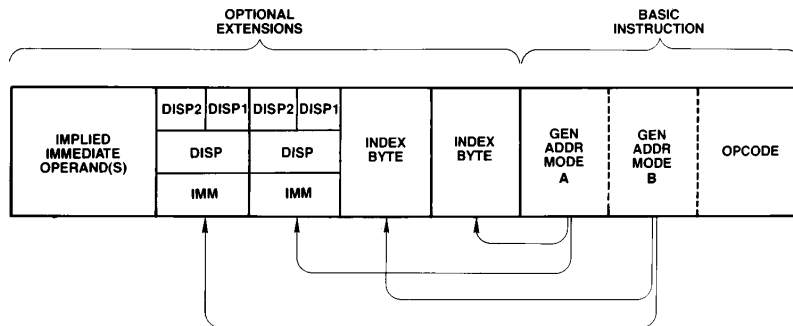 OPTIONAL
EXTENSIONS
BASIC
INSTRUCTION
IMPLIED
IMMEDIATE
OPERAND(S)
DISP2 DISP1
DISP
IMM
DISP2 DISP1
DISP
IMM
INDEX
BYTE
INDEX
BYTE
GEN
ADDR
MODE
A
GEN
ADDR
MODE
B
OPCODE